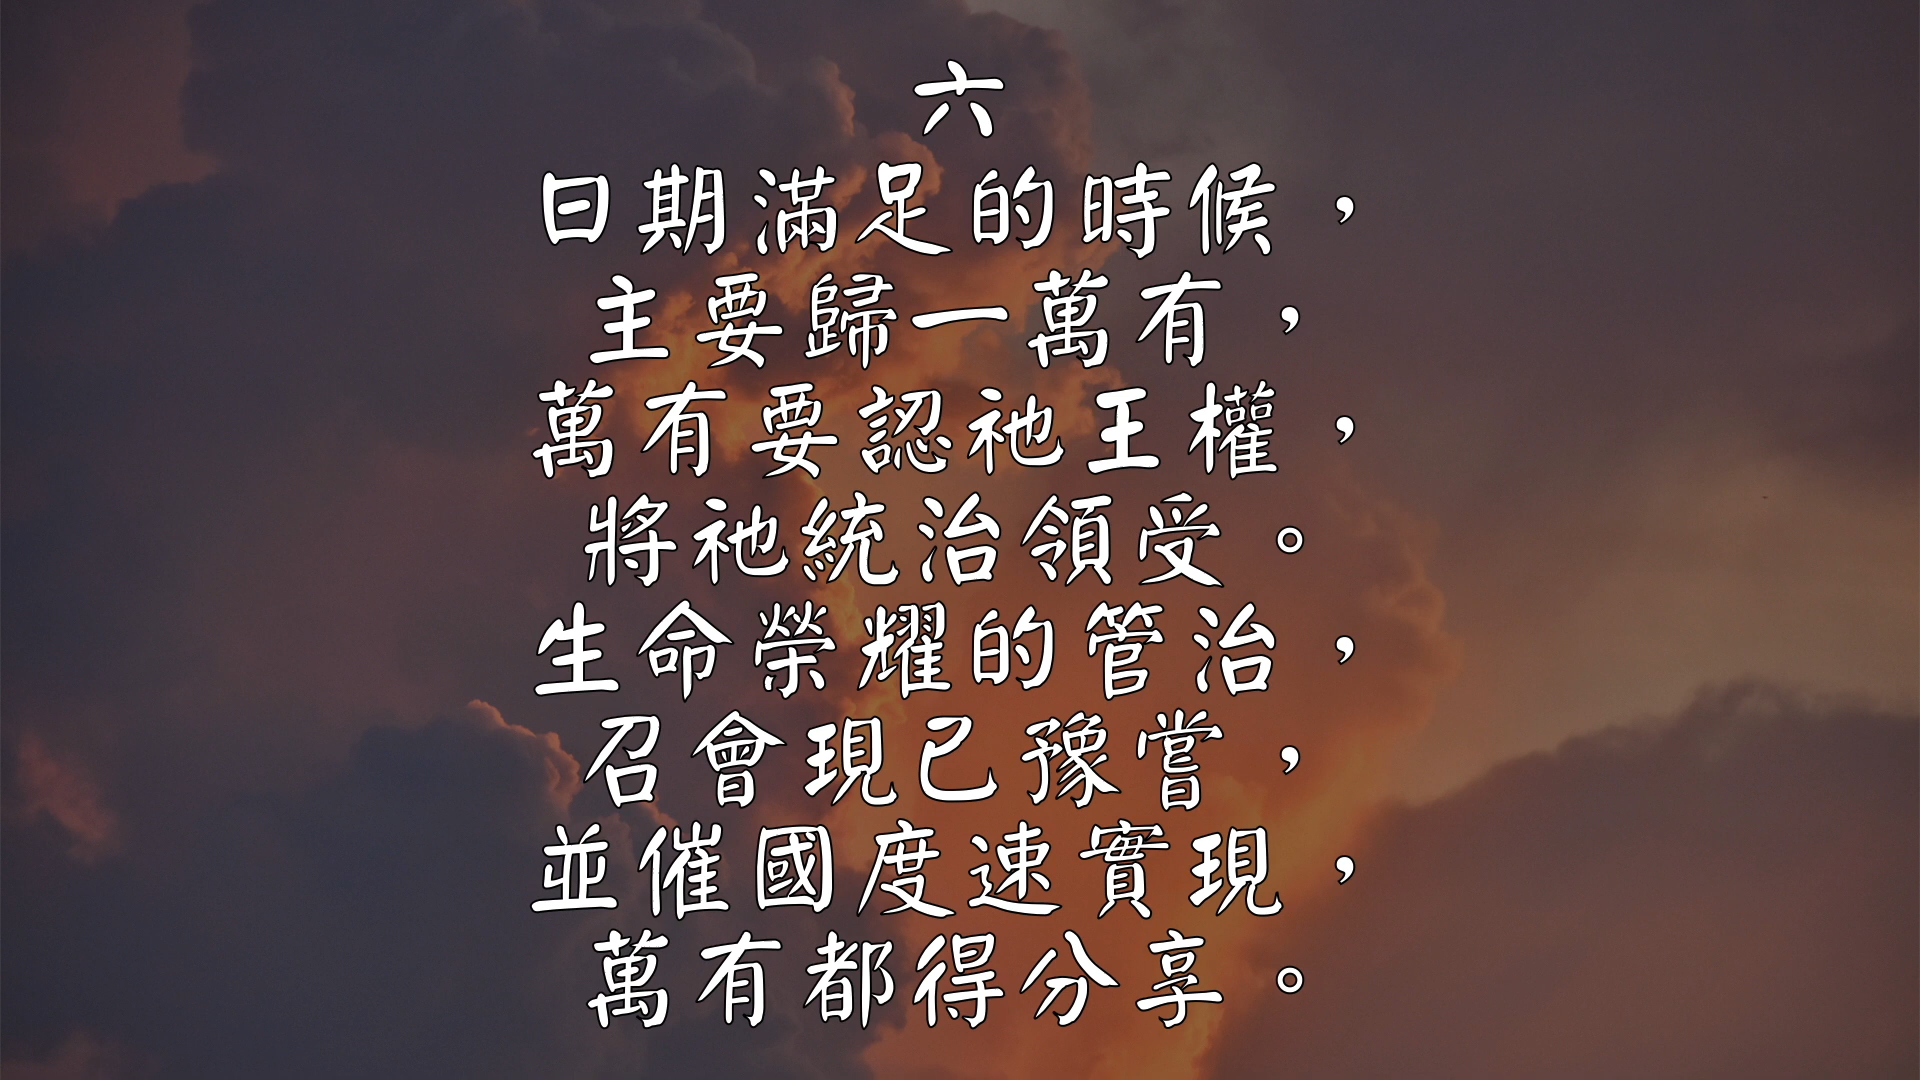 六
日期滿足的時候，
主要歸一萬有，
萬有要認祂王權，
將祂統治領受。
生命榮耀的管治，
召會現已豫嘗，
並催國度速實現，
萬有都得分享。